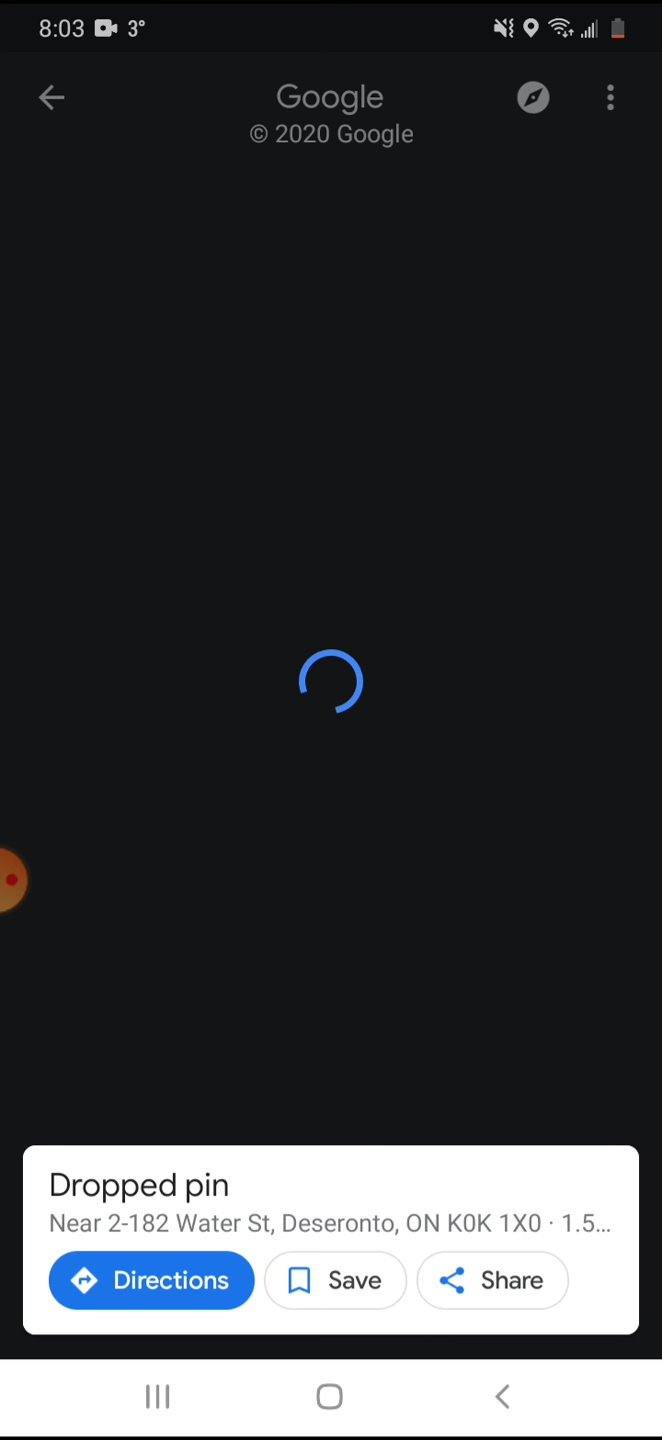 8:03 3°
Google
© 2020 Google
Dropped pin
Near 2-182 Water St, Deseronto, ON K0K 1X0 · 1.5...
Directions Save Share